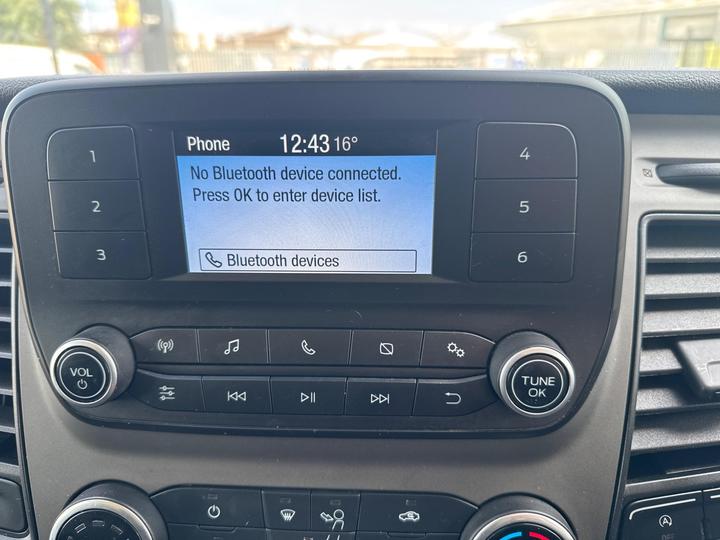 Phone 12:43 16°
No Bluetooth device connected.
Press OK to enter device list.
Bluetooth devices
1
2
3
4
5
6
VOL
TUNE
OK
A